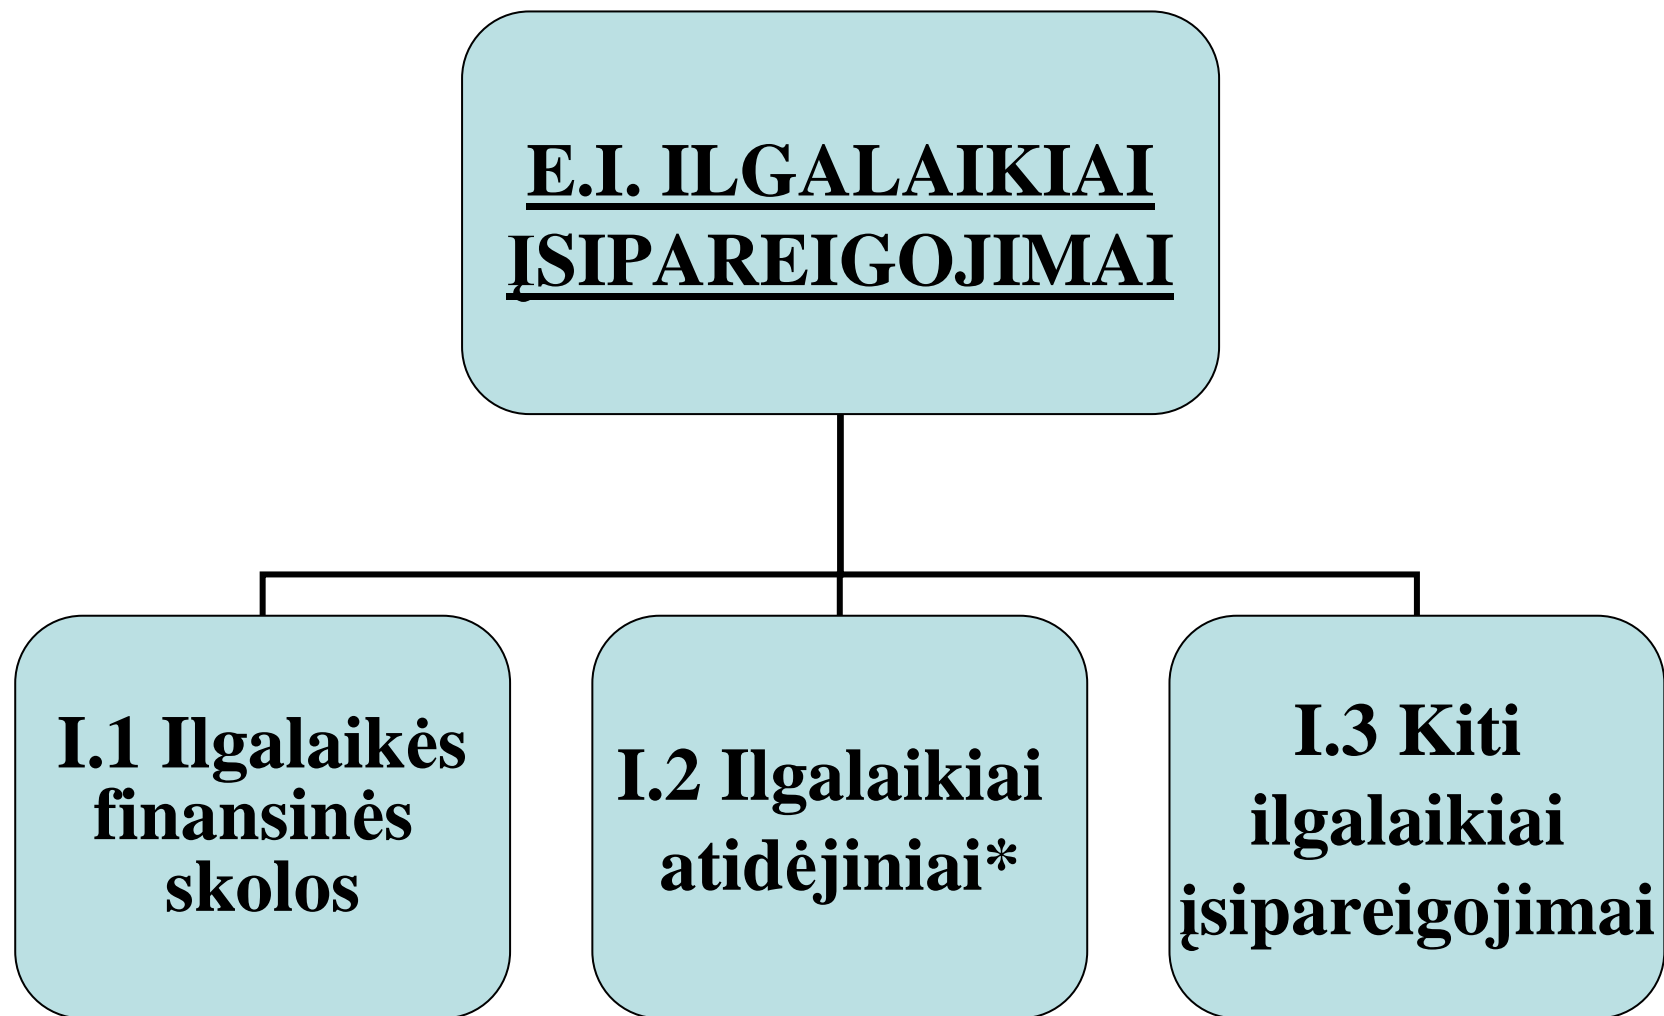 E.I. ILGALAIKIAI
ĮSIPAREIGOJIMAI
I.1 Ilgalaikės
finansinės
skolos
I.2 Ilgalaikiai
atidėjiniai*
I.3 Kiti
ilgalaikiai
įsipareigojimai